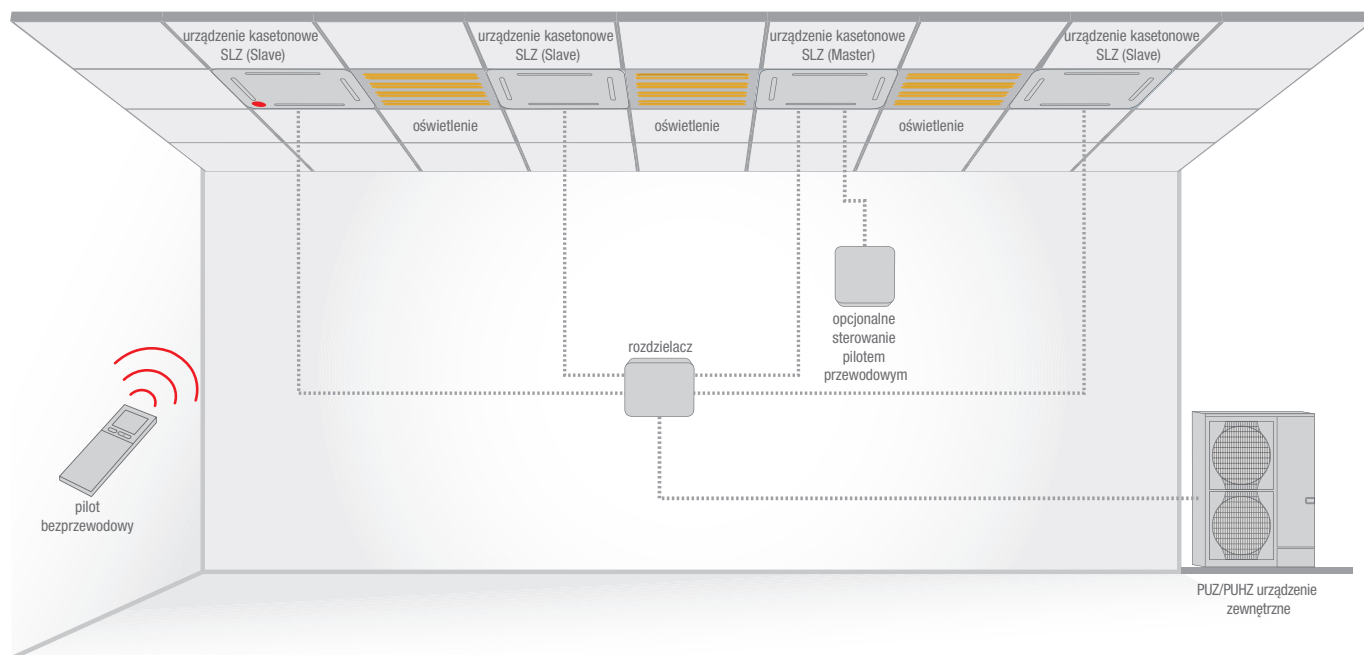 urządzenie kasetonowe
SLZ (Slave)
urządzenie kasetonowe
SLZ (Slave)
urządzenie kasetonowe
SLZ (Master)
urządzenie kasetonowe
SLZ (Slave)
oświetlenie
oświetlenie
oświetlenie
opcjonalne
sterowanie
pilotem
przewodowym
rozdzielacz
pilot
bezprzewodowy
PUZ/PUHZ urządzenie
zewnętrzne